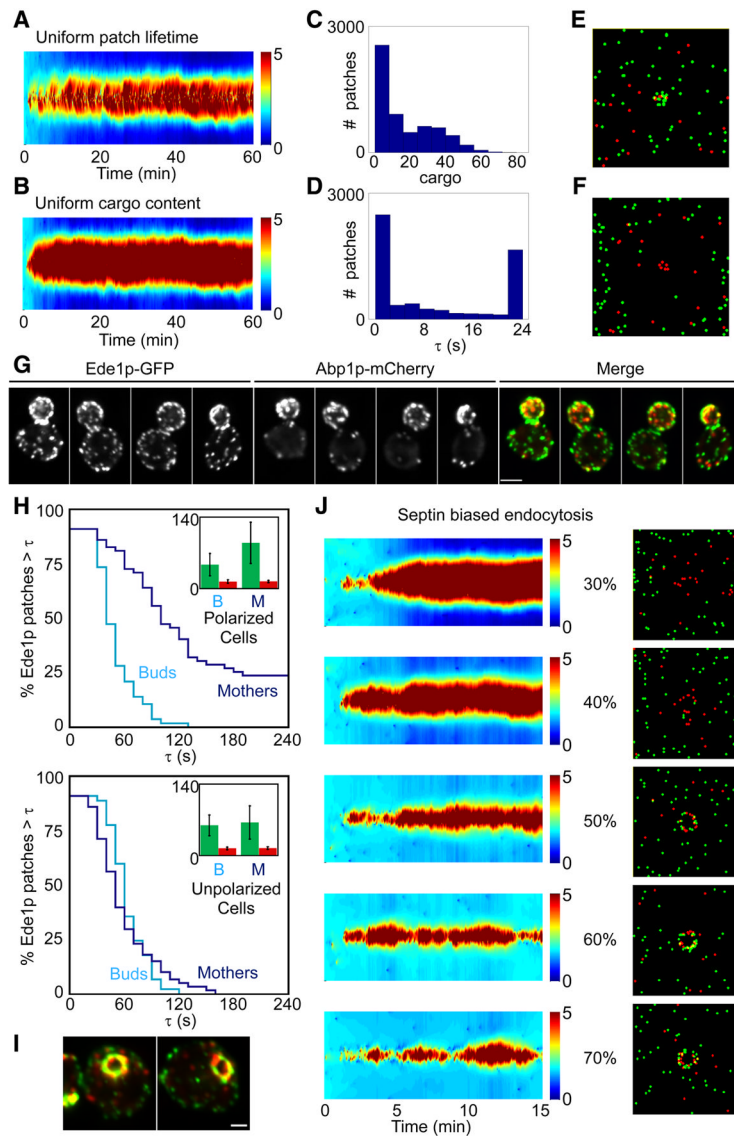 A
Uniform patch lifetime
5
0
0 20 40 60
Time (min)
B
Uniform cargo content
5
0
0 20 40 60
Time (min)
C
3000
# patches
0
0 20 40 60 80
cargo
D
3000
# patches
0
0 8 16 24
τ (s)
E
F
G
Ede1p-GFP
Abp1p-mCherry
Merge
H
100
75
50
25
0
% Ede1p patches > τ
140
0
B M
Polarized
Cells
Buds
Mothers
0 60 120 180 240
τ (s)
100
75
50
25
0
% Ede1p patches > τ
140
0
B M
Unpolarized
Cells
Buds
Mothers
0 60 120 180 240
τ (s)
I
J
Septin biased endocytosis
5
0
30%
5
0
40%
5
0
50%
5
0
60%
5
0
70%
0 5 10 15
Time (min)